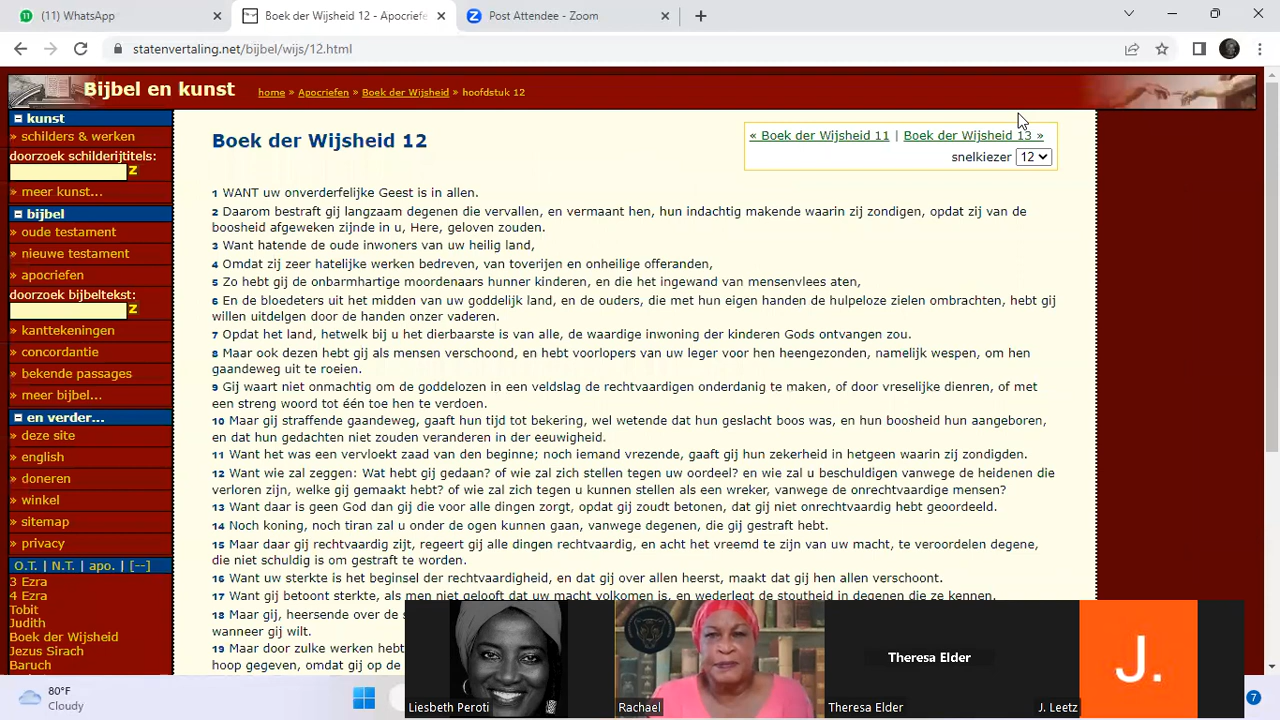 (11) WhatsApp
Boek der Wijsheid 12 - Apocriefe
Post Attendee - Zoom
statenvertaling.net/bijbel/wijs/12.html
Bijbel en kunst
home » Apocriefen » Boek der Wijsheid » hoofdstuk 12
kunst
» schilders & werken
doorzoek schilderijtitels:
Z
» meer kunst...
bijbel
» oude testament
» nieuwe testament
» apocriefen
doorzoek bijbeltekst:
Z
» kanttekeningen
» concordantie
» bekende passages
» meer bijbel...
en verder...
» deze site
» english
» doneren
» winkel
» sitemap
» privacy
O.T. | N.T. | apo. | [--]
3 Ezra
4 Ezra
Tobit
Judith
Boek der Wijsheid
Jezus Sirach
Baruch
Boek der Wijsheid 12
« Boek der Wijsheid 11 | Boek der Wijsheid 13 »
snelkiezer 12
1 WANT uw onverderfelijke Geest is in allen.
2 Daarom bestraft gij langzaam degenen die vervallen, en vermaant hen, hun indachtig makende waarin zij zondigen, opdat zij van de
boosheid afgeweken zijnde in u, Here, geloven zouden.
3 Want hatende de oude inwoners van uw heilig land,
4 Omdat zij zeer hatelijke werken bedreven, van toverijen en onheilige offeranden,
5 Zo hebt gij de onbarmhartige moordenaars hunner kinderen, en die het ingewand van mensenvlees aten,
6 En de bloedeters uit het midden van uw goddelijk land, en de ouders, die met hun eigen handen de hulpeloze zielen ombrachten, hebt gij
willen uitdelgen door de handen onzer vaderen.
7 Opdat het land, hetwelk bij u het dierbaarste is van alle, de waardige inwoning der kinderen Gods ontvangen zou.
8 Maar ook dezen hebt gij als mensen verschoond, en hebt voorlopers van uw leger voor hen heengezonden, namelijk wespen, om hen
gaandeweg uit te roeien.
9 Gij waart niet onmachtig om de goddelozen in een veldslag de rechtvaardigen onderdanig te maken, of door vreselijke dienren, of met
een streng woord tot één toe hen te verdoen.
10 Maar gij straffende gaandeweg, gaaft hun tijd tot bekering, wel wetende dat hun geslacht boos was, en hun boosheid hun aangeboren,
en dat hun gedachten niet zouden veranderen in der eeuwigheid.
11 Want het was een vervloekt zaad van den beginne; noch iemand vrezende, gaaft gij hun zekerheid in hetgeen waarin zij zondigden.
12 Want wie zal zeggen: Wat hebt gij gedaan? of wie zal zich stellen tegen uw oordel? en wie zal u beschuldigen vanwege de heidenen die
verloren zijn, welke gij gemaakt hebt? of wie zal zich tegen u kunnen stellen als een wreker, vanwege de onrechtvaardige mensen?
13 Want daar is geen God dan gij die voor alle dingen zorgt, opdat gij zoudt betonen, dat gij niet onrechtvaardig hebt geoordeeld.
14 Noch koning, noch tiran zal u onder de ogen kunnen gaan, vanwege degenen, die gij gestraft hebt.
15 Maar daar gij rechtvaardig zijt, regeert gij alle dingen rechtvaardig, en acht het vreemd te zijn van uw macht, te veroordelen degene,
die niet schuldig is om gestraft te worden.
16 Want uw sterkte is het beginsel der rechtvaardigheid, en dat gij over allen heerst, maakt dat gij hen allen verschoont.
17 Want gij betoont sterkte, als men niet gelooft dat uw macht volkomen is, en wederlegt de stoutheid in degenen die ze kennen.
18 Maar gij, heersende over de s
wanneer gij wilt.
19 Maar door zulke werken hebt
hoop gegeven, omdat gij op de
Liesbeth Peroti
Rachael
Theresa Elder
Theresa Elder
J.
J. Leetz
80°F
Cloudy
7